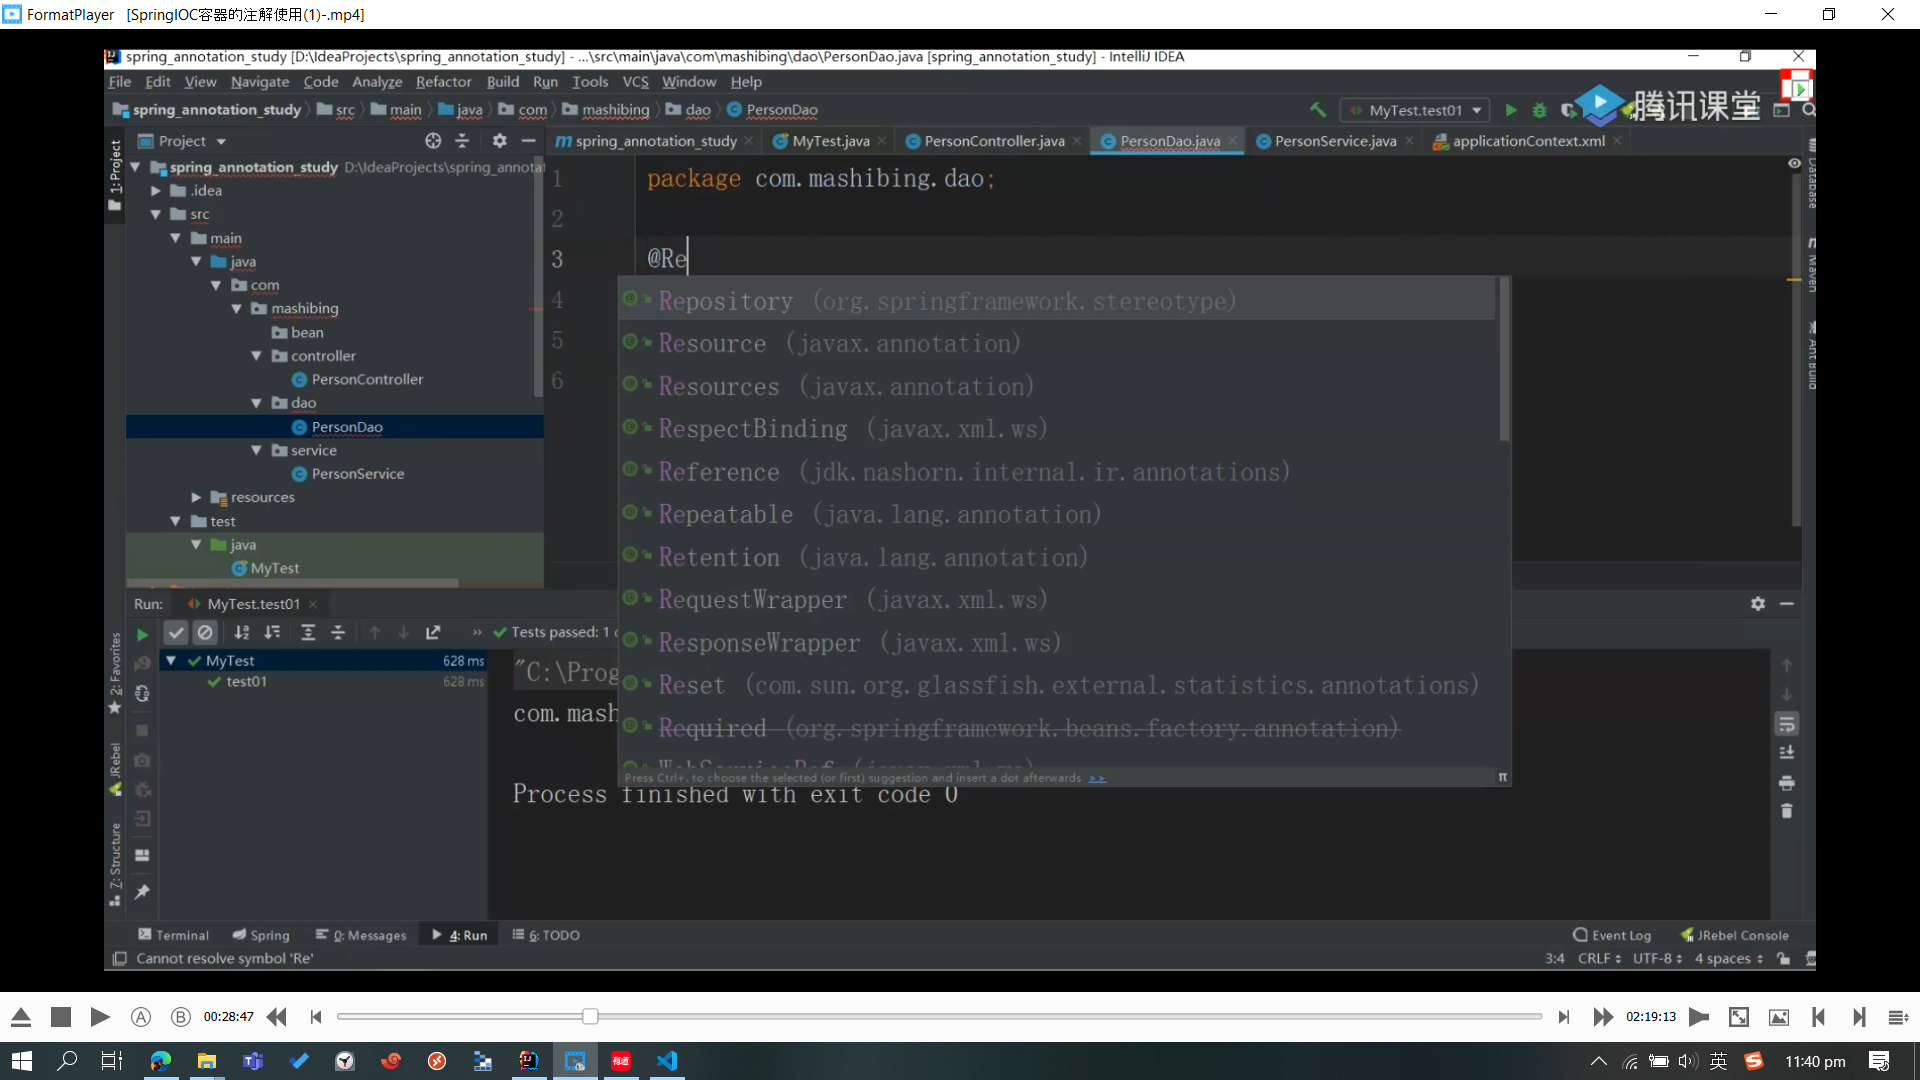 FormatPlayer [SpringIOC容器的注解使用(1)-.mp4]
spring_annotation_study [D:\IdeaProjects\spring_annotation_study] - ...\src\main\java\com\mashibing\dao\PersonDao.java [spring_annotation_study] - IntelliJ IDEA
File Edit View Navigate Code Analyze Refactor Build Run Tools VCS Window Help
spring_annotation_study src main java com mashibing dao PersonDao MyTest.test01 腾讯课堂
Project spring_annotation_study MyTest.java PersonController.java PersonDao.java PersonService.java applicationContext.xml
1: Project
spring_annotation_study D:\IdeaProjects\spring_annotat
.idea
src
main
java
com
mashibing
bean
controller
PersonController
dao
PersonDao
service
PersonService
resources
test
java
MyTest
1 package com.mashibing.dao;
2
3 @Re
4
5
6
Repository (org.springframework.stereotype)
Resource (javax.annotation)
Resources (javax.annotation)
RespectBinding (javax.xml.ws)
Reference (jdk.nashorn.internal.ir.annotations)
Repeatable (java.lang.annotation)
Retention (java.lang.annotation)
RequestWrapper (javax.xml.ws)
ResponseWrapper (javax.xml.ws)
Reset (com.sun.org.glassfish.external.statistics.annotations)
Required (org.springframework.beans.factory.annotation)
WebServiceRef (javax.xml.ws)
Press Ctrl+. to choose the selected (or first) suggestion and insert a dot afterwards >> π
Database
Maven
Ant Build
Run: MyTest.test01
» Tests passed: 1
MyTest 628 ms
test01 628 ms
"C:\Prog
com.mash
Process finished with exit code 0
2: Favorites
JRebel
Z: Structure
Terminal Spring 0: Messages 4: Run 6: TODO Event Log JRebel Console
Cannot resolve symbol 'Re' 3:4 CRLF UTF-8 4 spaces
A B 00:28:47 02:19:13
有道 英 11:40 pm